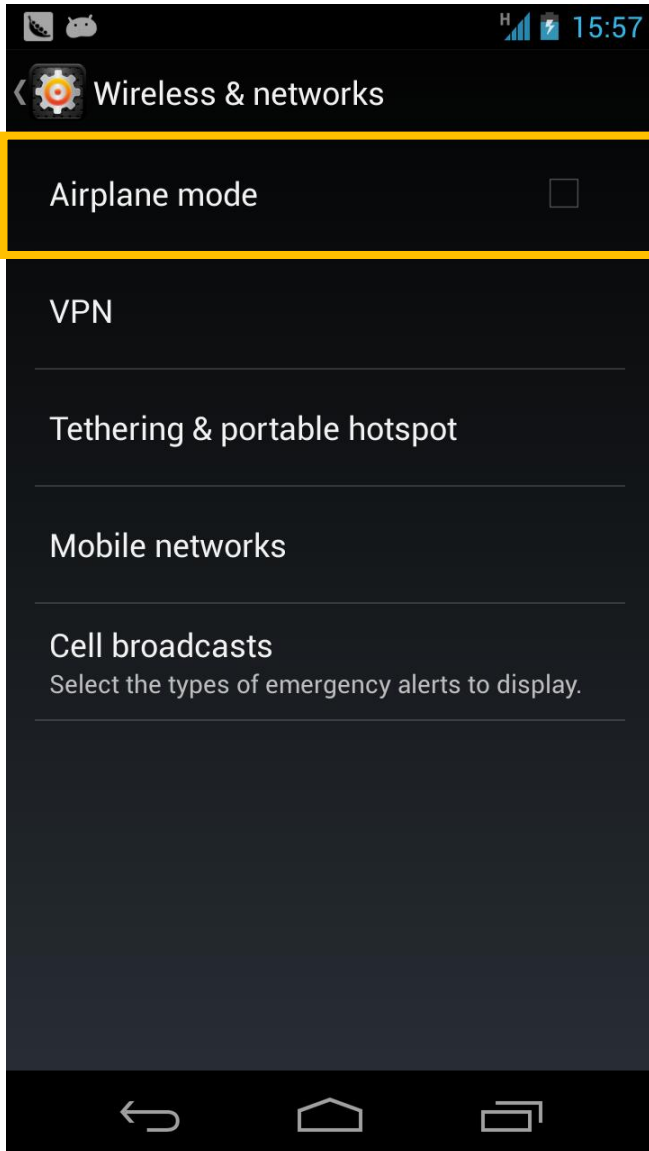 H 15:57
Wireless & networks
Airplane mode
VPN
Tethering & portable hotspot
Mobile networks
Cell broadcasts
Select the types of emergency alerts to display.